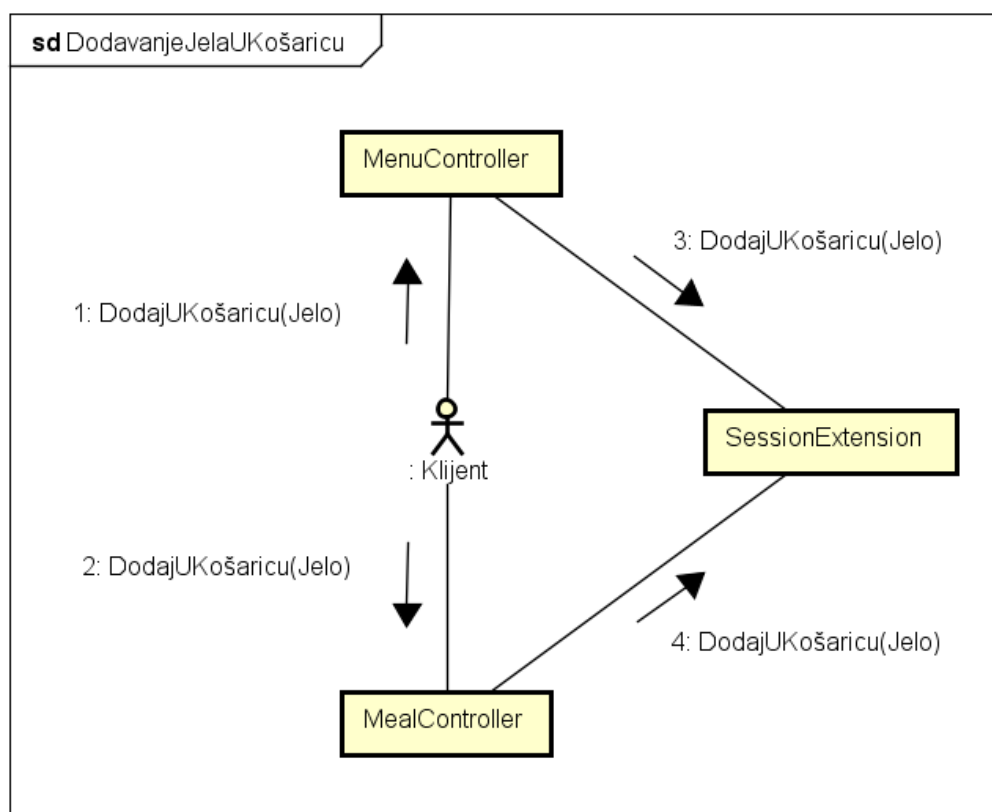 sd DodavanjeJelaUKošaricu
MenuController
3: DodajUKošaricu(Jelo)
1: DodajUKošaricu(Jelo)
SessionExtension
: Klijent
2: DodajUKošaricu(Jelo)
4: DodajUKošaricu(Jelo)
MealController